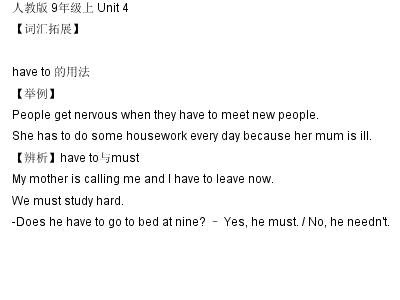 人教版 9年级上 Unit 4
【词汇拓展】
have to 的用法
【举例】
People get nervous when they have to meet new people.
She has to do some housework every day because her mum is ill.
【辨析】have to与must
My mother is calling me and I have to leave now.
We must study hard.
-Does he have to go to bed at nine? － Yes, he must. / No, he needn't.